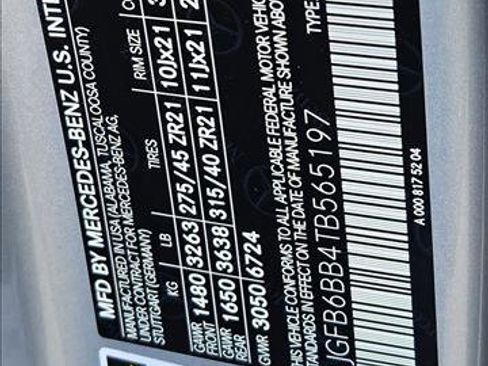 MFD BY MERCEDES-BENZ U.S. INT
MANUFACTURED IN USA (ALABAMA, TUSCALOOSA COUNTY)
UNDER CONTRACT FOR MERCEDES-BENZ AG,
STUTTGART (GERMANY)
KG LB TIRES RIM SIZE
GAWR FRONT 1480 3263 275/45 ZR21 10Jx21
GAWR REAR 1650 3638 315/40 ZR21 11Jx21
GVWR 3050 6724
THIS VEHICLE CONFORMS TO ALL APPLICABLE FEDERAL MOTOR VEHIC
STANDARDS IN EFFECT ON THE DATE OF MANUFACTURE SHOWN ABO
JGFB6BB4TB565197 TYPE
A 000 817 52 04